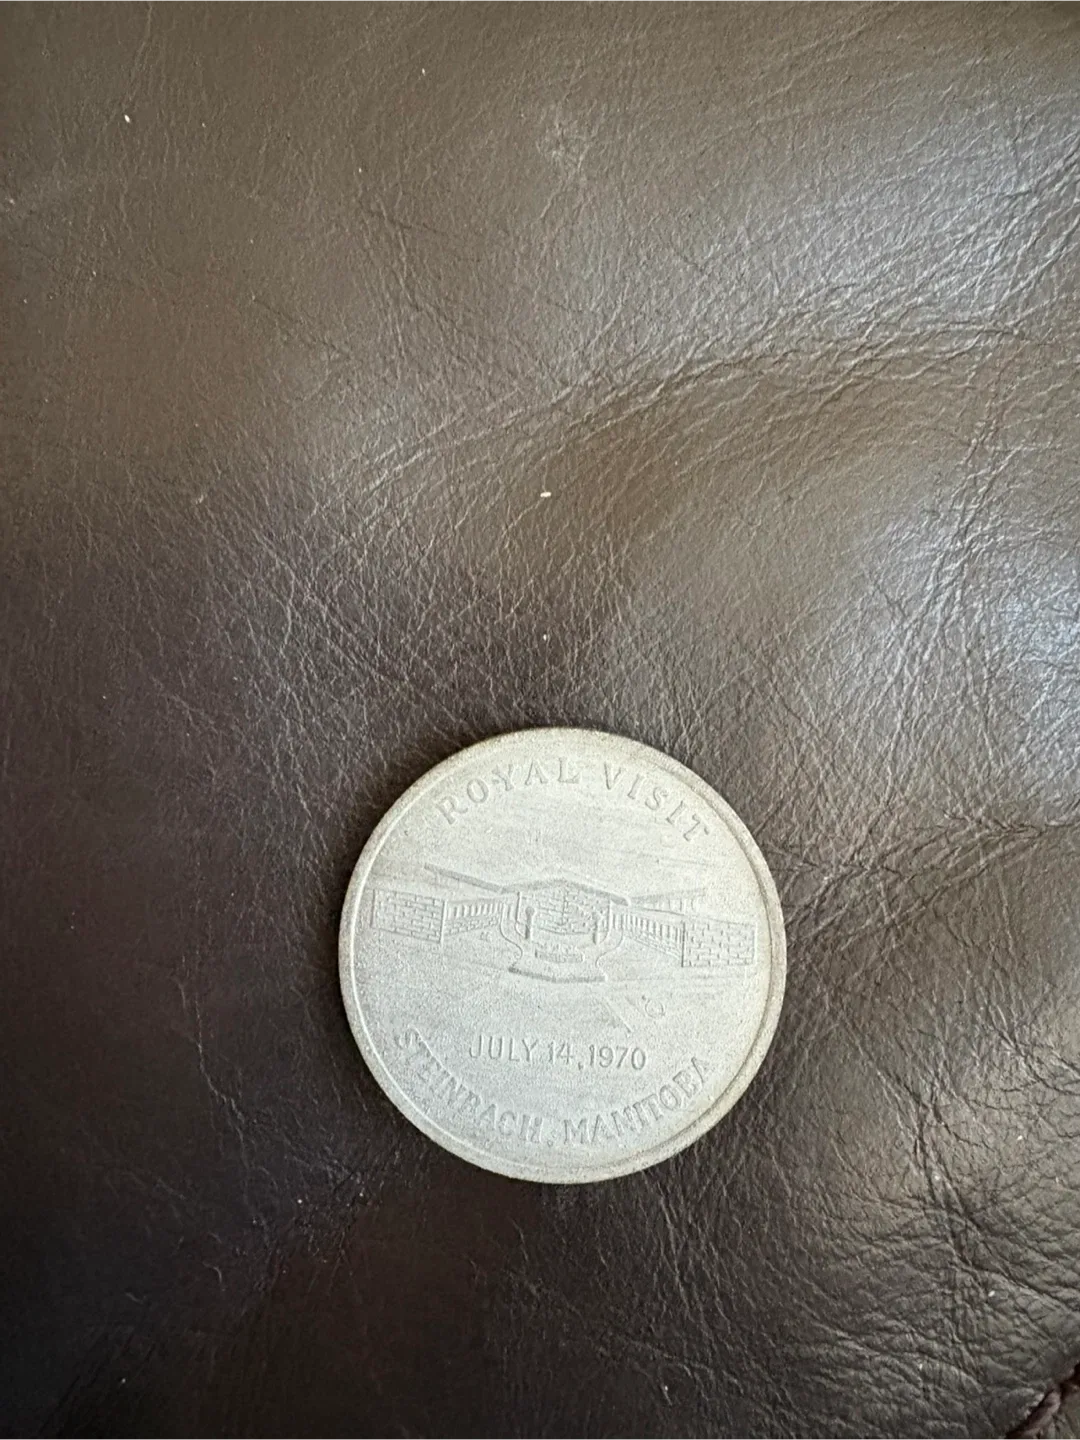 ROYAL VISIT
JULY 14, 1970
STEINBACH, MANITOBA